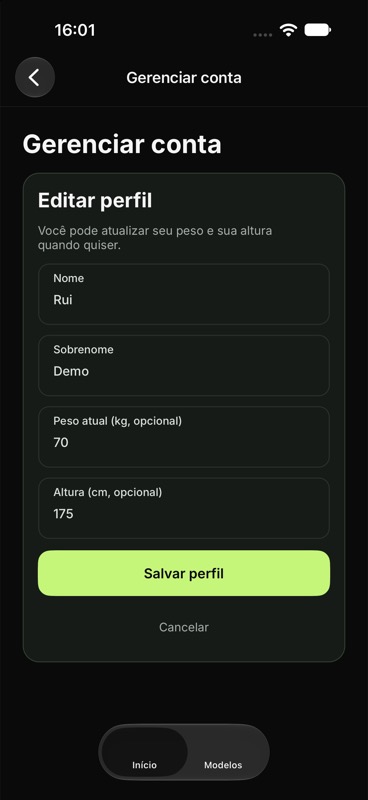 16:01
Gerenciar conta
Gerenciar conta
Editar perfil
Você pode atualizar seu peso e sua altura
quando quiser.
Nome
Rui
Sobrenome
Demo
Peso atual (kg, opcional)
70
Altura (cm, opcional)
175
Salvar perfil
Cancelar
Início
Modelos